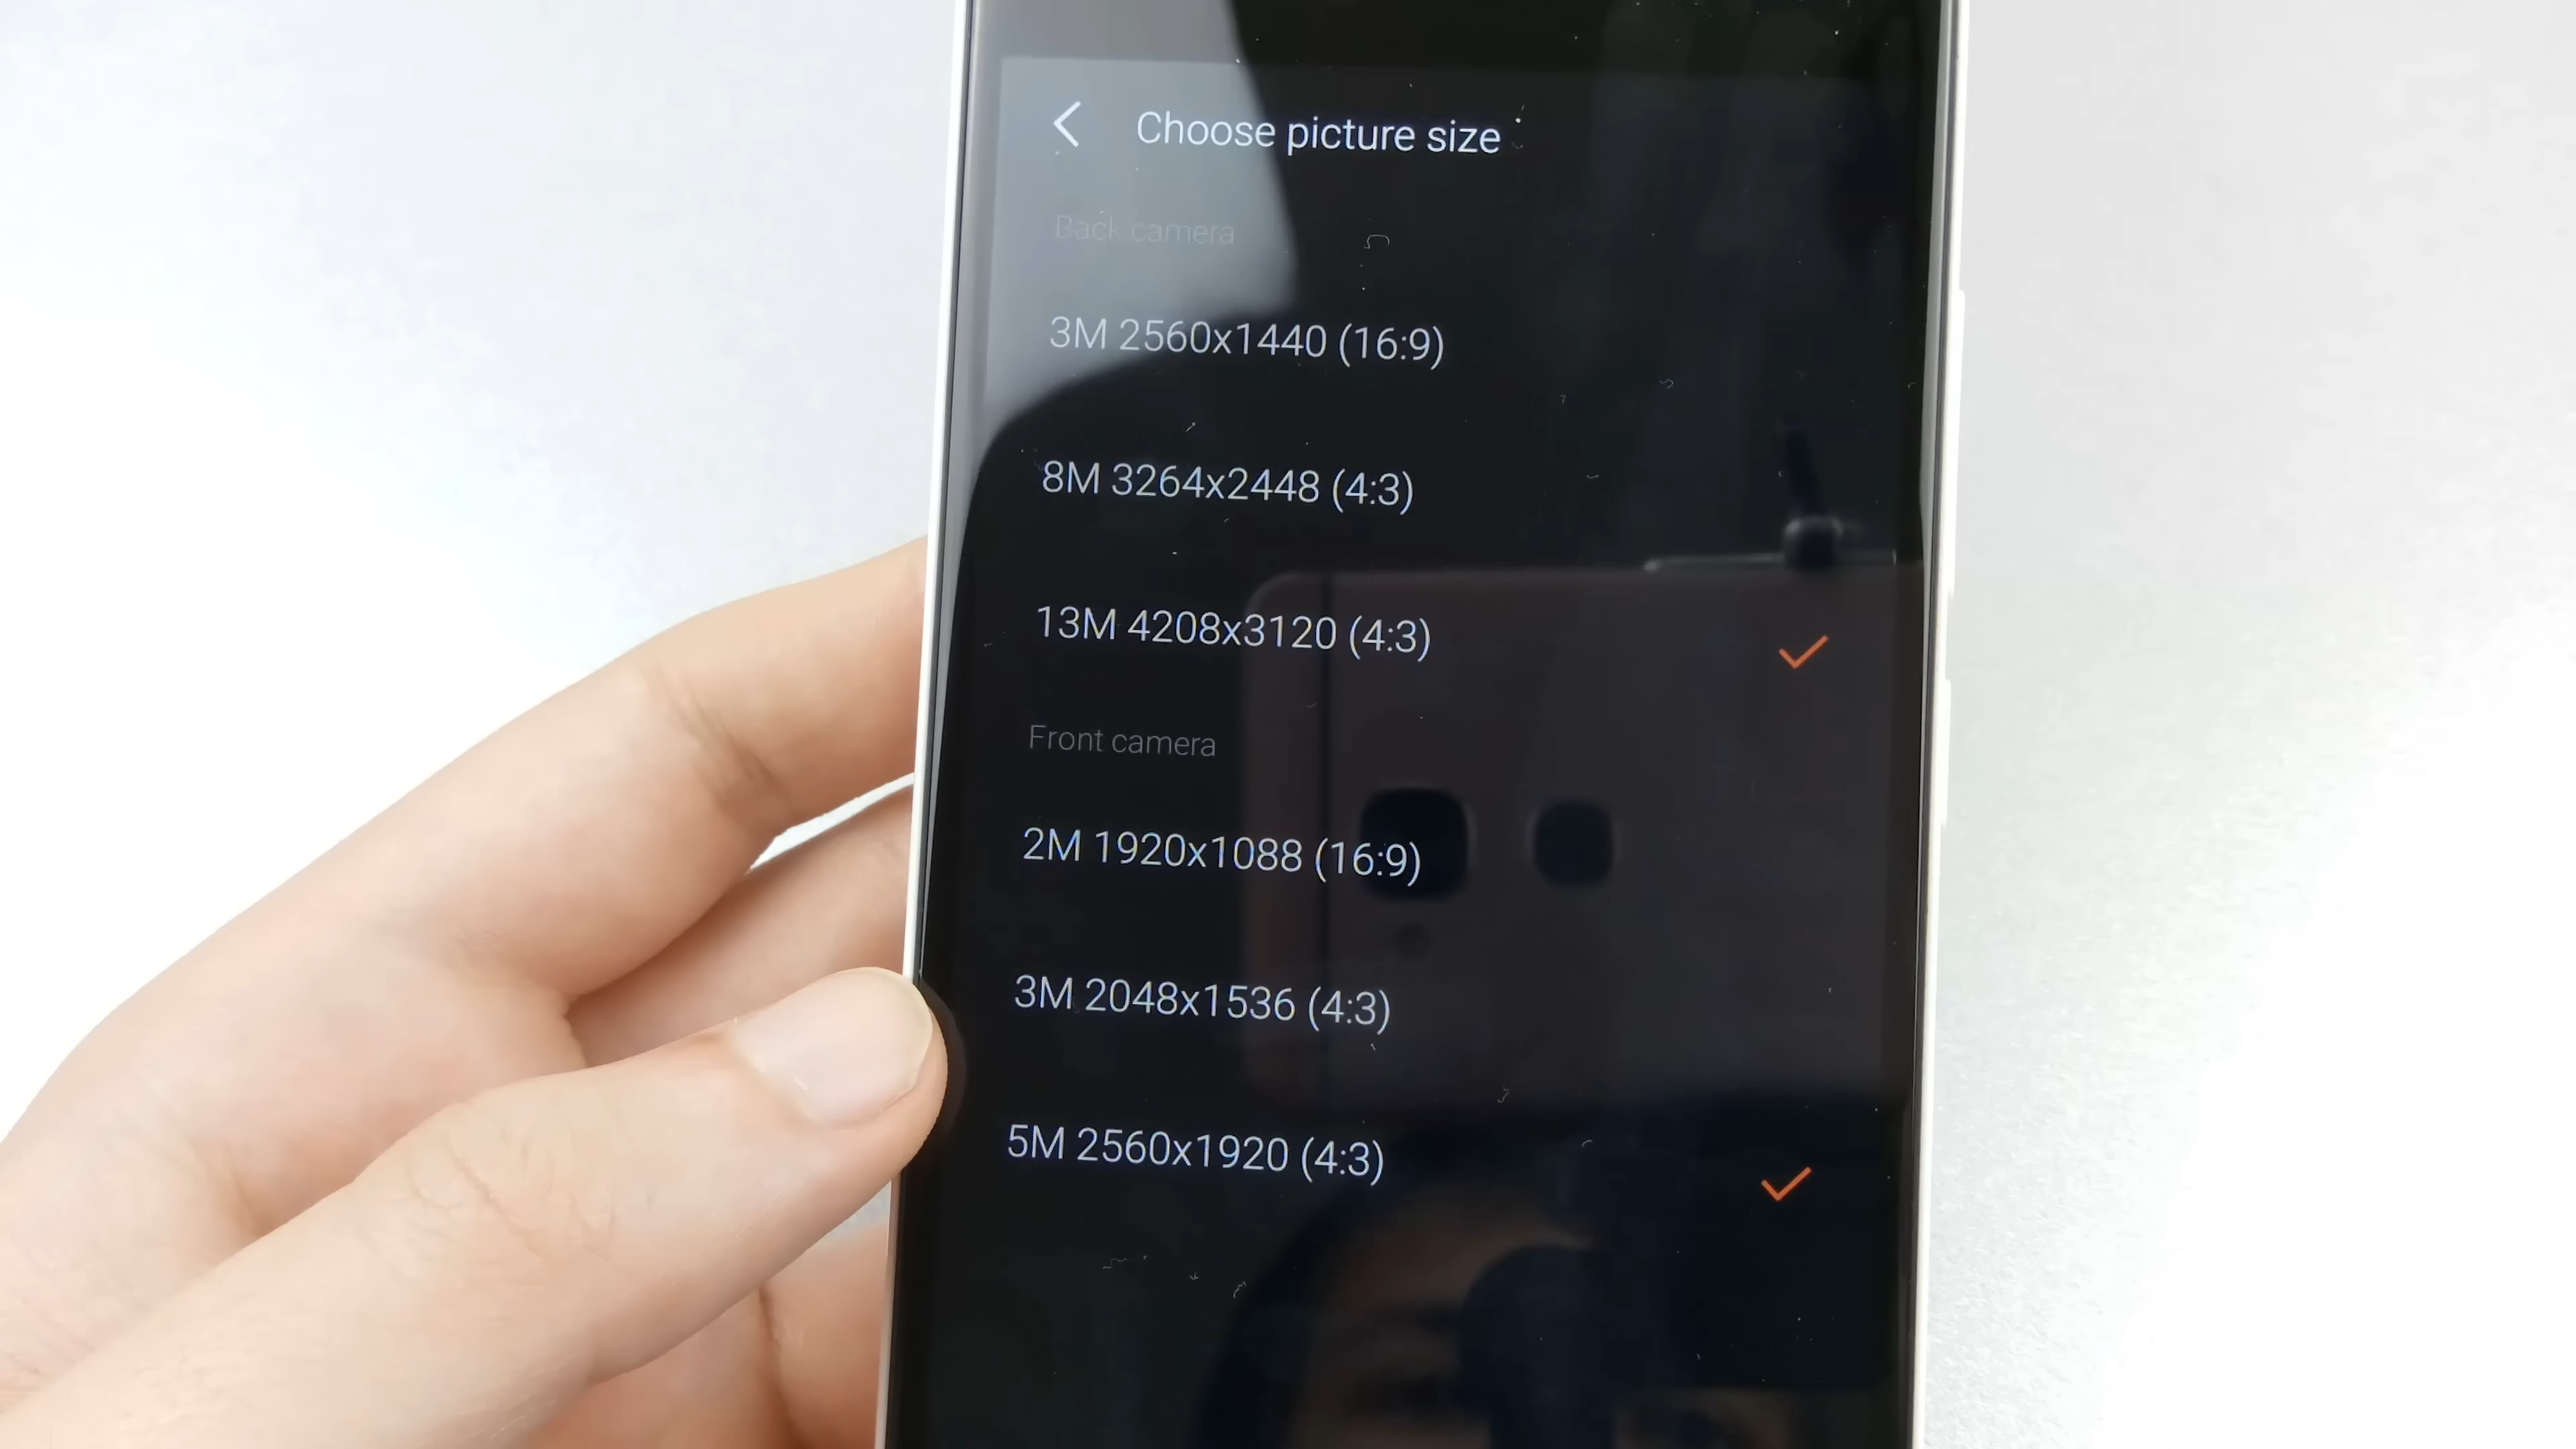 Choose picture size
Back camera
3M 2560x1440 (16:9)
8M 3264x2448 (4:3)
13M 4208x3120 (4:3)
Front camera
2M 1920x1088 (16:9)
3M 2048x1536 (4:3)
5M 2560x1920 (4:3)